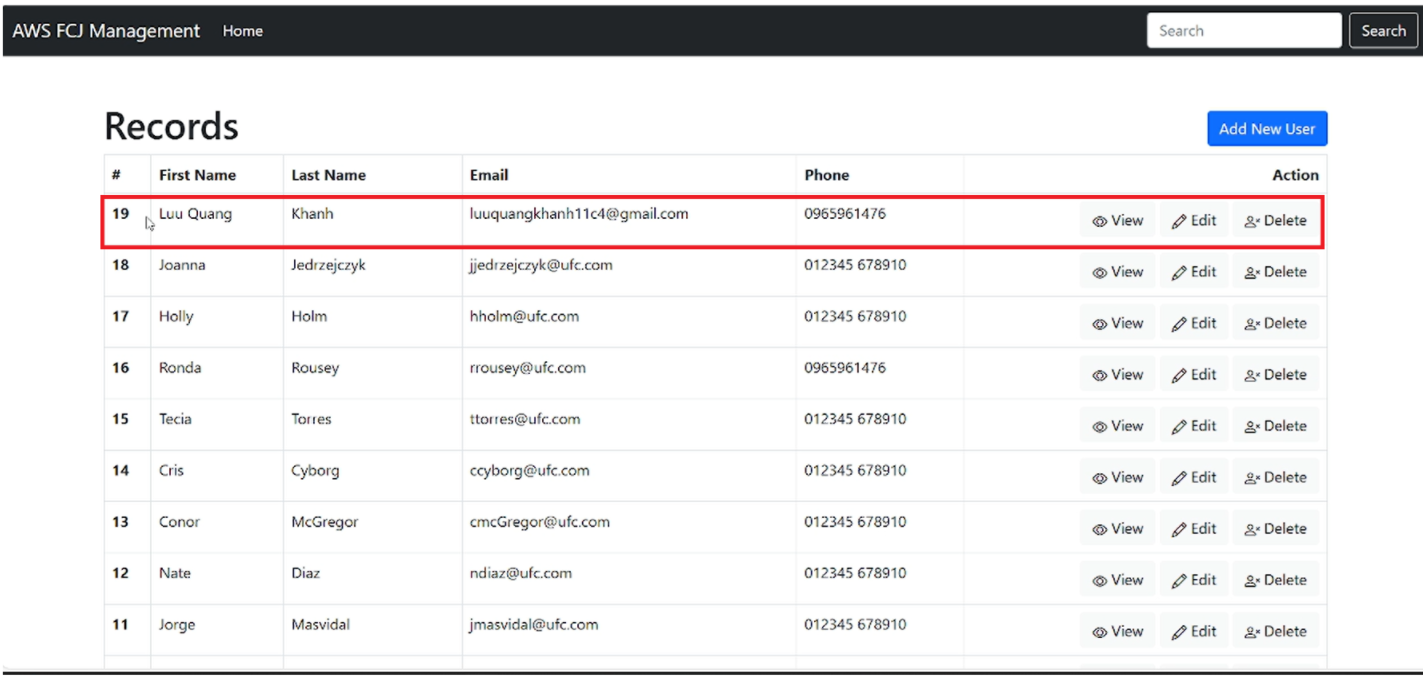 AWS FCJ Management Home Search Search
Records Add New User
# First Name Last Name Email Phone Action
19 Luu Quang Khanh luuquangkhanh11c4@gmail.com 0965961476 View Edit Delete
18 Joanna Jedrzejczyk jjedrzejczyk@ufc.com 012345 678910 View Edit Delete
17 Holly Holm hholm@ufc.com 012345 678910 View Edit Delete
16 Ronda Rousey rrousey@ufc.com 0965961476 View Edit Delete
15 Tecia Torres ttorres@ufc.com 012345 678910 View Edit Delete
14 Cris Cyborg ccyborg@ufc.com 012345 678910 View Edit Delete
13 Conor McGregor cmcGregor@ufc.com 012345 678910 View Edit Delete
12 Nate Diaz ndiaz@ufc.com 012345 678910 View Edit Delete
11 Jorge Masvidal jmasvidal@ufc.com 012345 678910 View Edit Delete